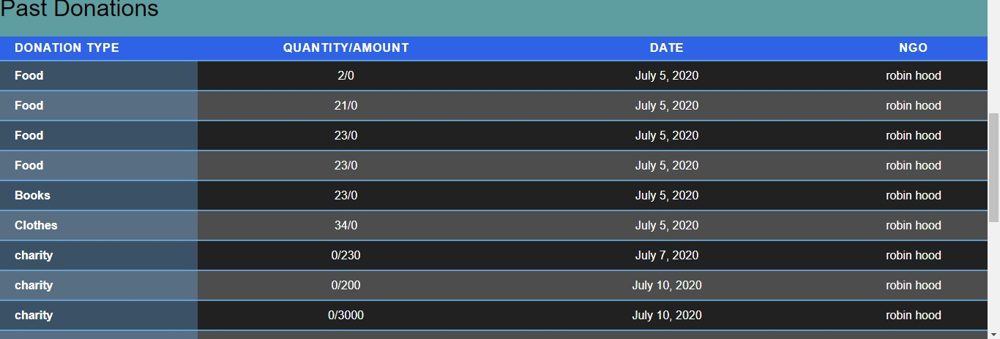 Past Donations
DONATION TYPE QUANTITY/AMOUNT DATE NGO
Food 2/0 July 5, 2020 robin hood
Food 21/0 July 5, 2020 robin hood
Food 23/0 July 5, 2020 robin hood
Food 23/0 July 5, 2020 robin hood
Books 23/0 July 5, 2020 robin hood
Clothes 34/0 July 5, 2020 robin hood
charity 0/230 July 7, 2020 robin hood
charity 0/200 July 10, 2020 robin hood
charity 0/3000 July 10, 2020 robin hood